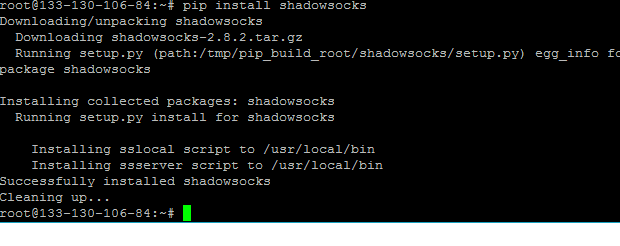 root@133-130-106-84:~# pip install shadowsocks
Downloading/unpacking shadowsocks
Downloading shadowsocks-2.8.2.tar.gz
Running setup.py (path:/tmp/pip_build_root/shadowsocks/setup.py) egg_info fo
package shadowsocks
Installing collected packages: shadowsocks
Running setup.py install for shadowsocks
Installing sslocal script to /usr/local/bin
Installing ssserver script to /usr/local/bin
Successfully installed shadowsocks
Cleaning up...
root@133-130-106-84:~#